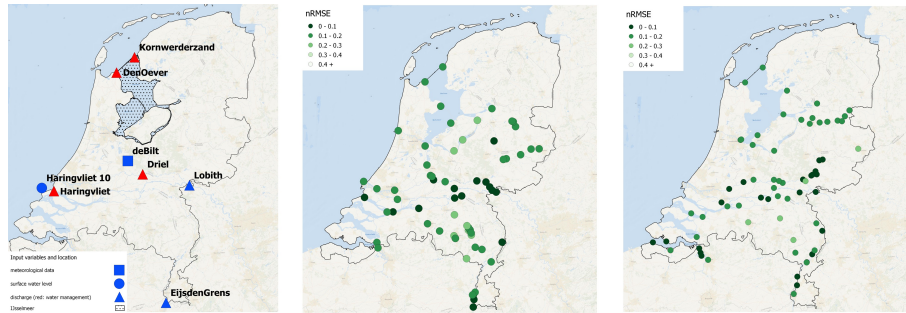 Kornwerderzand
DenOever
deBilt
Driel
Lobith
Haringvliet 10
Haringvliet
EijsdenGrens
Input variables and location
meteorological data
surface water level
discharge (red: water management)
IJsselmeer
nRMSE
0 - 0.1
0.1 - 0.2
0.2 - 0.3
0.3 - 0.4
0.4 +
nRMSE
0 - 0.1
0.1 - 0.2
0.2 - 0.3
0.3 - 0.4
0.4 +